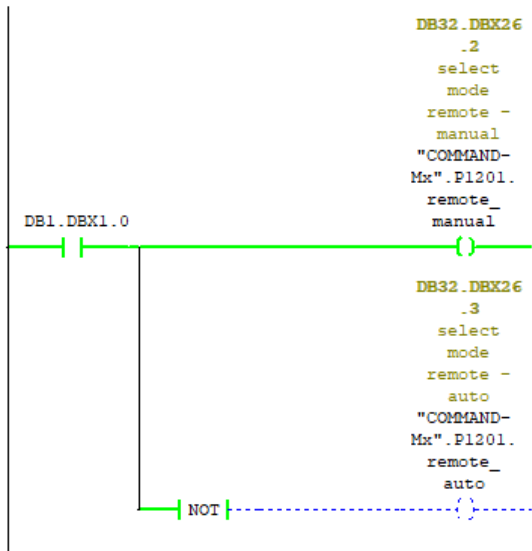 DB32.DBX26
.2
select
mode
remote -
manual
"COMMAND-
Mx".P1201.
remote_
manual
DB1.DBX1.0
DB32.DBX26
.3
select
mode
remote -
auto
"COMMAND-
Mx".P1201.
remote_
auto
NOT